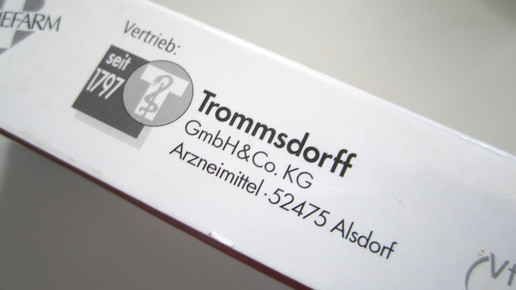 EFARM
Vertrieb:
seit
1797
Trommsdorff
GmbH&Co. KG
Arzneimittel · 52475 Alsdorf